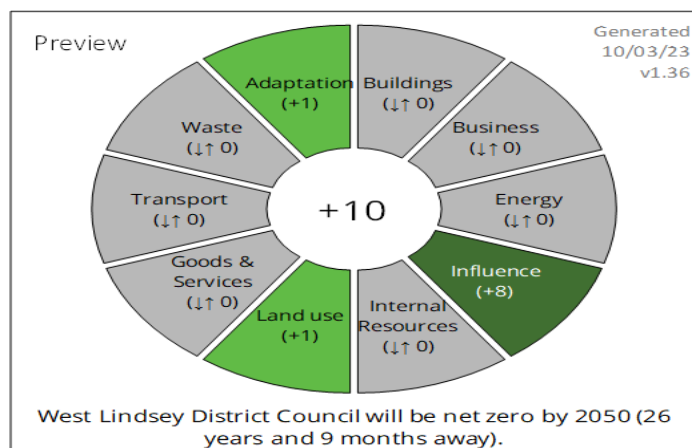 Preview
Generated
10/03/23
v1.36
Adaptation
(+1)
Buildings
(↓↑ 0)
Business
(↓↑ 0)
Energy
(↓↑ 0)
Influence
(+8)
Internal
Resources
(↓↑ 0)
Land use
(+1)
Goods &
Services
(↓↑ 0)
Transport
(↓↑ 0)
Waste
(↓↑ 0)
+10
West Lindsey District Council will be net zero by 2050 (26
years and 9 months away).